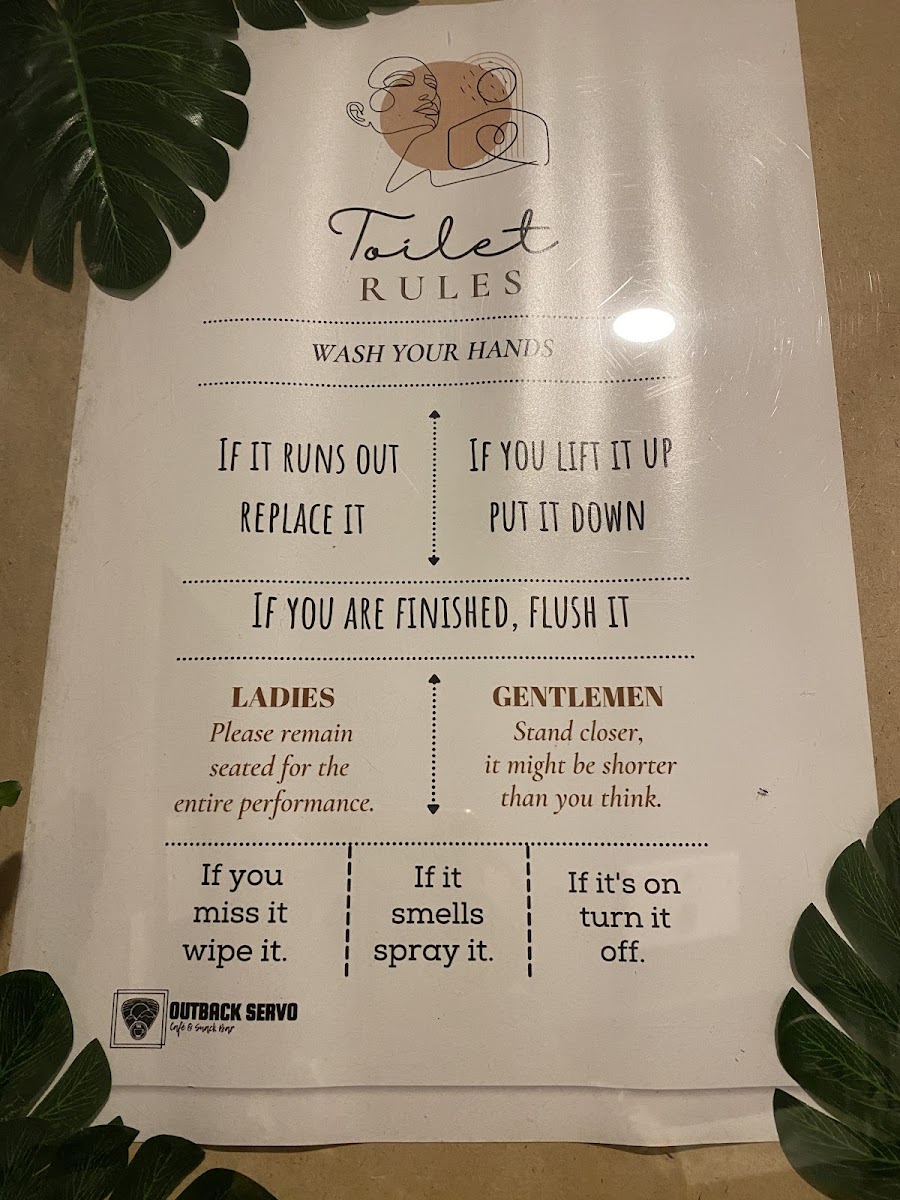 Toilet
RULES
WASH YOUR HANDS
IF IT RUNS OUT
REPLACE IT
IF YOU LIFT IT UP
PUT IT DOWN
IF YOU ARE FINISHED, FLUSH IT
LADIES
Please remain
seated for the
entire performance.
GENTLEMEN
Stand closer,
it might be shorter
than you think.
If you
miss it
wipe it.
If it
smells
spray it.
If it's on
turn it
off.
OUTBACK SERVO
Café & Snack Bar